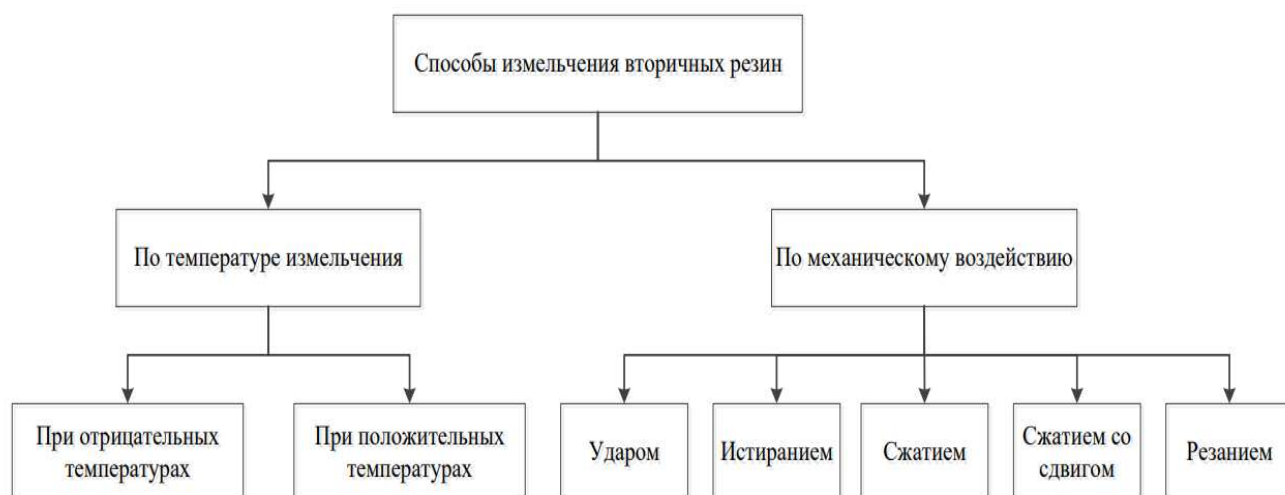 Способы измельчения вторичных резин
По температуре измельчения
По механическому воздействию
При отрицательных
температурах
При положительных
температурах
Ударом
Истиранием
Сжатием
Сжатием со
сдвигом
Резанием